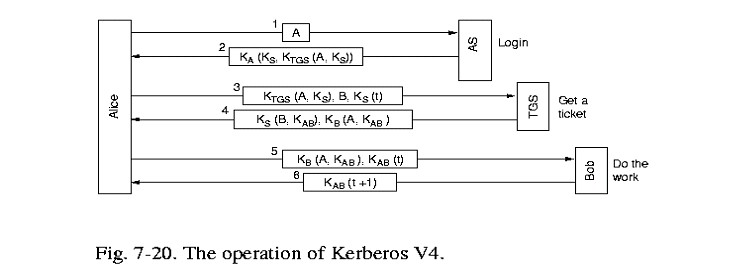 Alice
1
A
AS
Login
2
K_A (K_S, K_TGS (A, K_S))
3
K_TGS (A, K_S), B, K_S (t)
TGS
Get a
ticket
4
K_S (B, K_AB), K_B (A, K_AB )
5
K_B (A, K_AB ), K_AB (t)
Bob
Do the
work
6
K_AB (t +1)
Fig. 7-20. The operation of Kerberos V4.